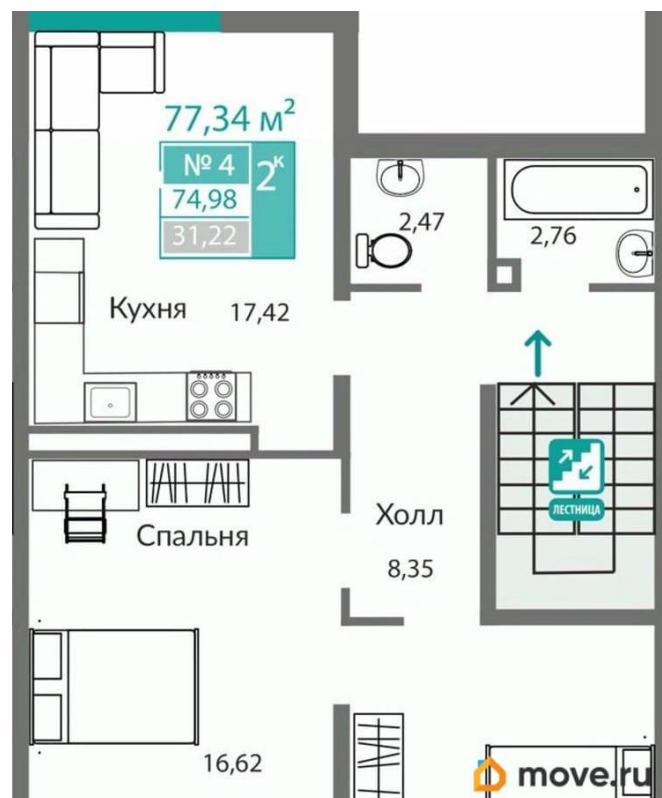 77,34 м²
№ 4
2к
74,98
31,22
2,47
2,76
Кухня 17,42
ЛЕСТНИЦА
Холл
Спальня
8,35
16,62
move.ru